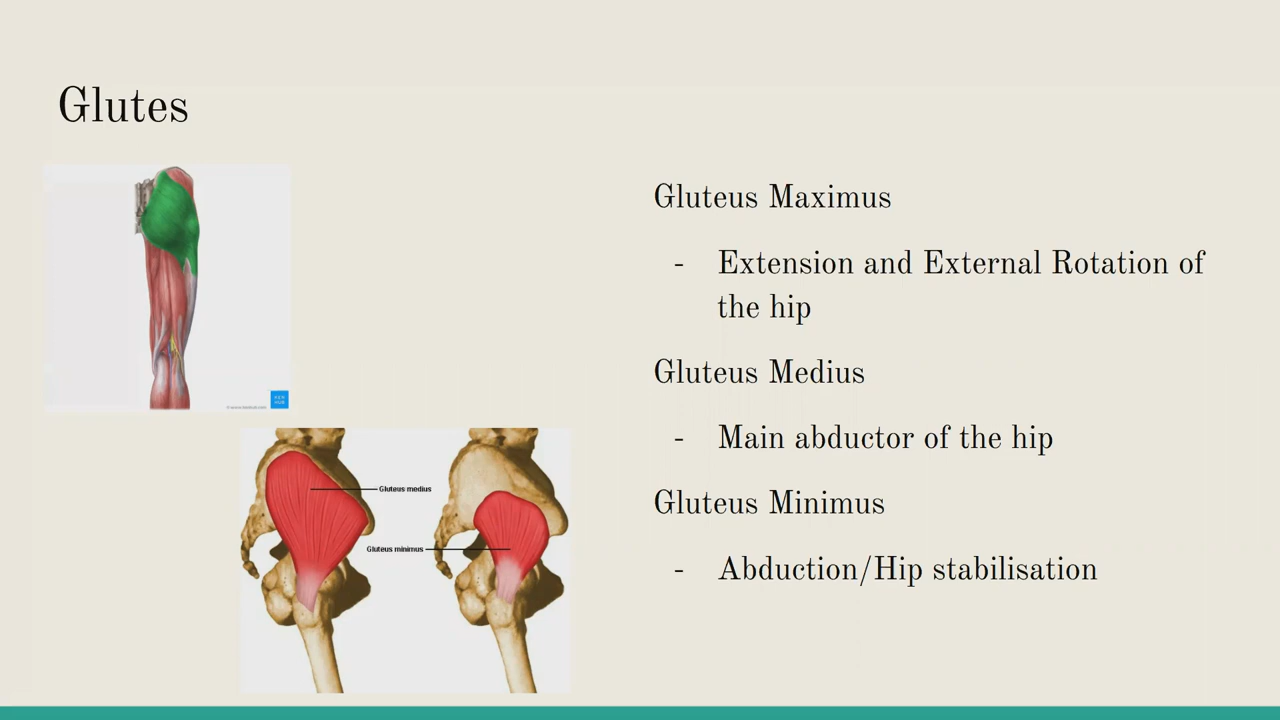 Glutes
Gluteus Maximus
- Extension and External Rotation of
the hip
Gluteus Medius
- Main abductor of the hip
Gluteus Minimus
- Abduction/Hip stabilisation
Gluteus medius
Gluteus minimus